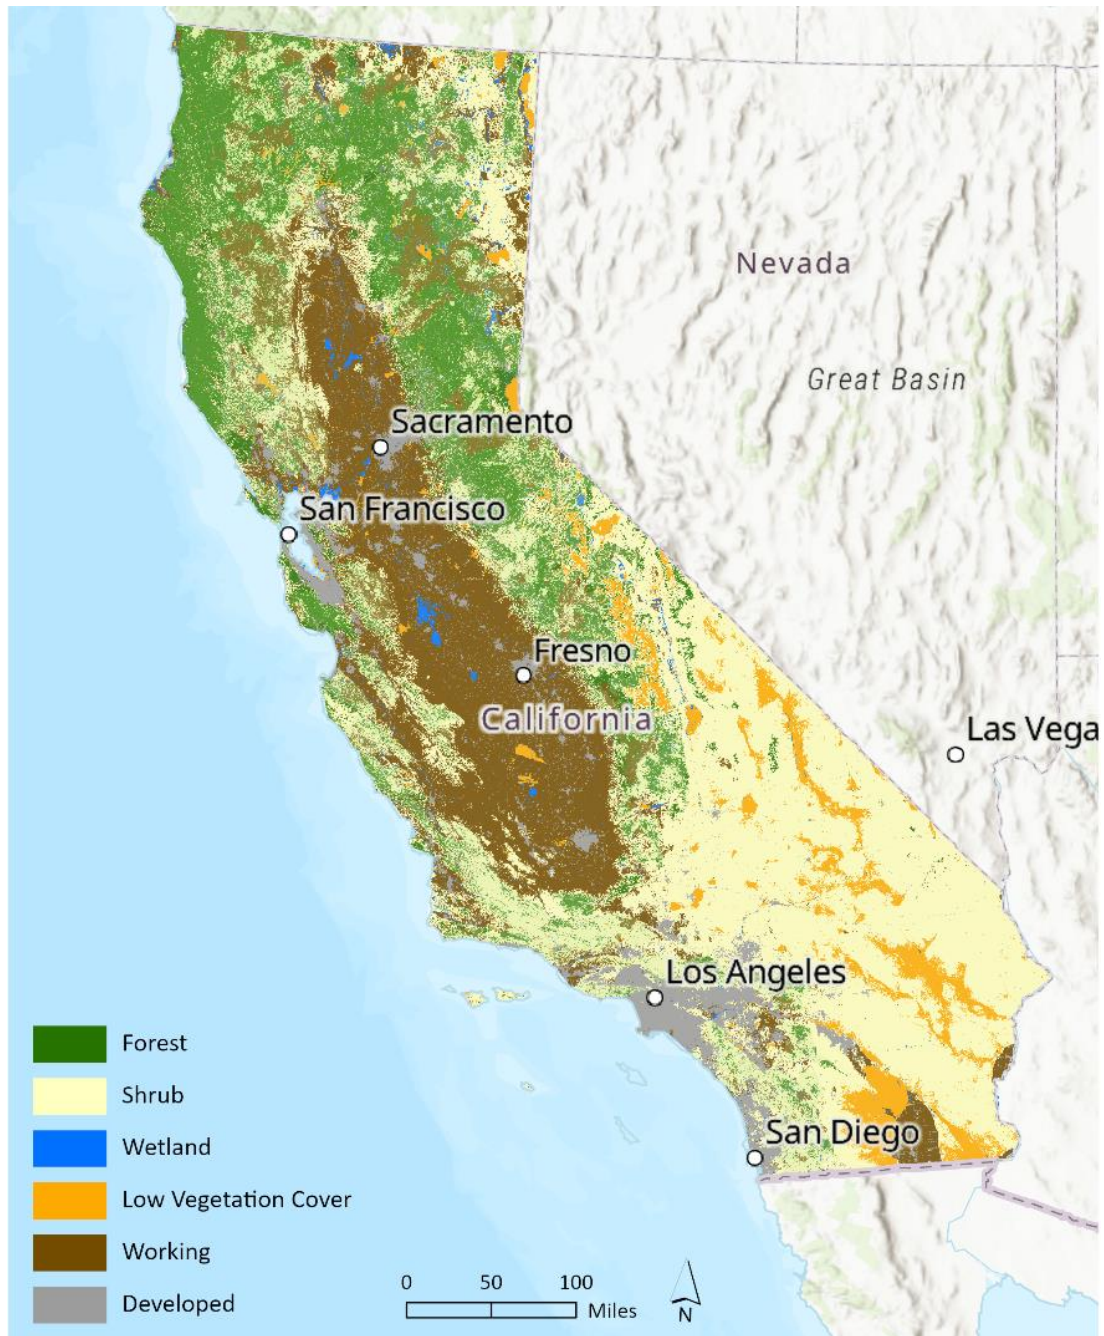 Nevada
Great Basin
Sacramento
San Francisco
Fresno
California
Las Vega
Los Angeles
San Diego
Forest
Shrub
Wetland
Low Vegetation Cover
Working
Developed
0 50 100
Miles
N